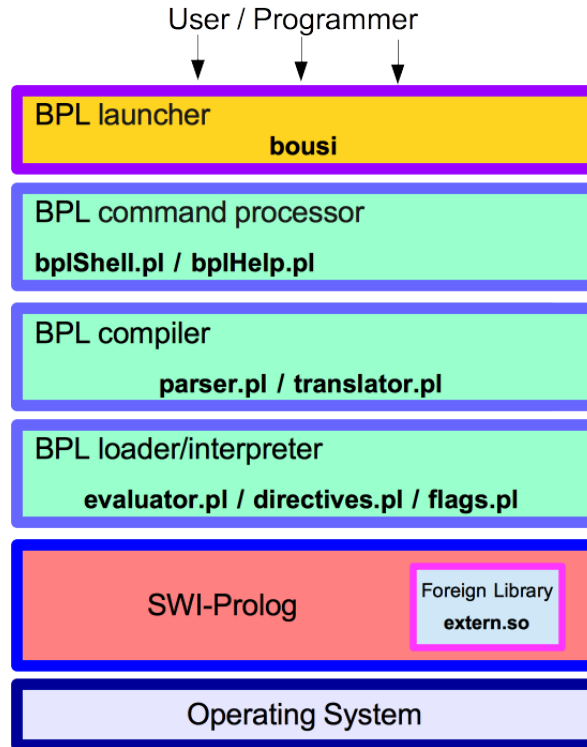 User / Programmer
BPL launcher
bousi
BPL command processor
bplShell.pl / bplHelp.pl
BPL compiler
parser.pl / translator.pl
BPL loader/interpreter
evaluator.pl / directives.pl / flags.pl
SWI-Prolog
Foreign Library
extern.so
Operating System